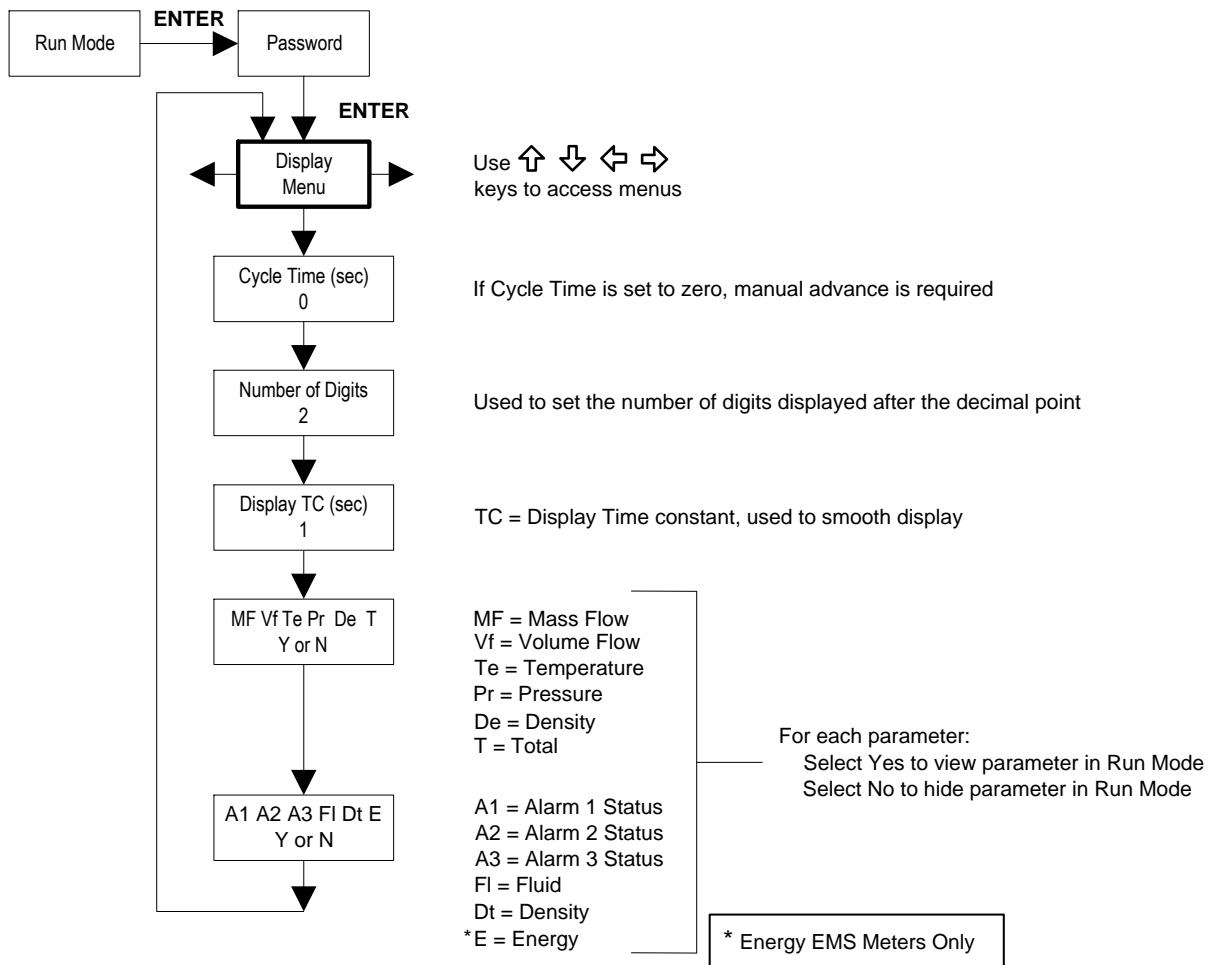 ENTER
Run Mode
Password
ENTER
Display
Menu
Use
keys to access menus
Cycle Time (sec)
0
If Cycle Time is set to zero, manual advance is required
Number of Digits
2
Used to set the number of digits displayed after the decimal point
Display TC (sec)
1
TC = Display Time constant, used to smooth display
MF Vf Te Pr De T
Y or N
MF = Mass Flow
Vf = Volume Flow
Te = Temperature
Pr = Pressure
De = Density
T = Total
For each parameter:
Select Yes to view parameter in Run Mode
Select No to hide parameter in Run Mode
A1 A2 A3 Fl Dt E
Y or N
A1 = Alarm 1 Status
A2 = Alarm 2 Status
A3 = Alarm 3 Status
Fl = Fluid
Dt = Density
*E = Energy
* Energy EMS Meters Only